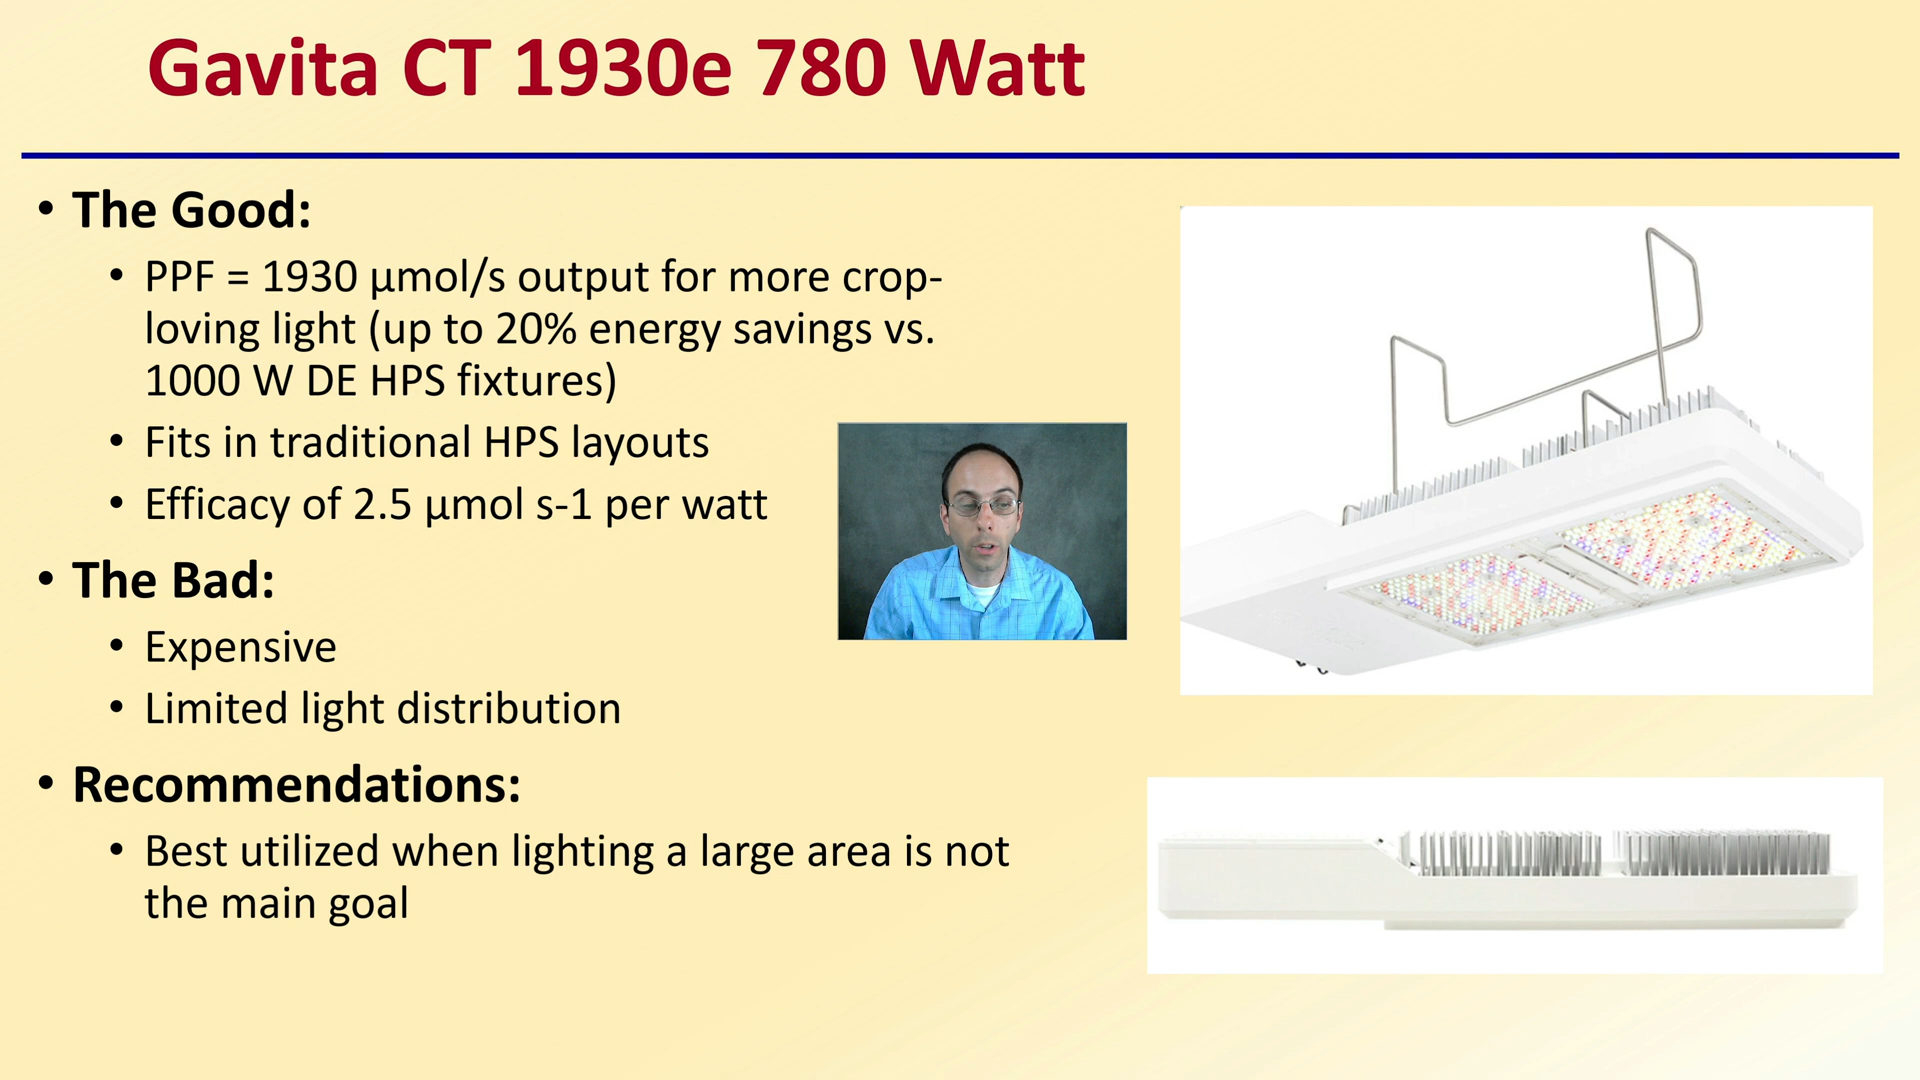 Gavita CT 1930e 780 Watt
• The Good:
• PPF = 1930 µmol/s output for more crop-
loving light (up to 20% energy savings vs.
1000 W DE HPS fixtures)
• Fits in traditional HPS layouts
• Efficacy of 2.5 µmol s-1 per watt
• The Bad:
• Expensive
• Limited light distribution
• Recommendations:
• Best utilized when lighting a large area is not
the main goal